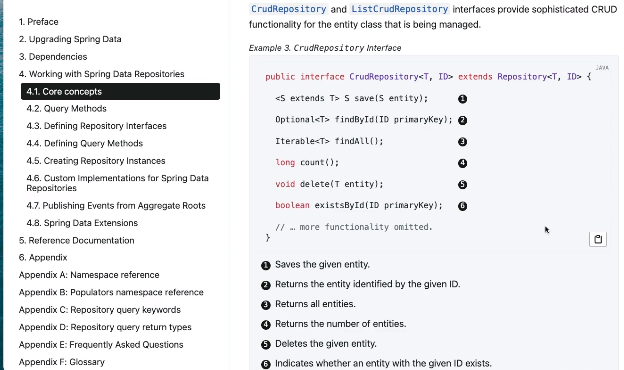 1. Preface
2. Upgrading Spring Data
3. Dependencies
4. Working with Spring Data Repositories
4.1. Core concepts
4.2. Query Methods
4.3. Defining Repository Interfaces
4.4. Defining Query Methods
4.5. Creating Repository Instances
4.6. Custom Implementations for Spring Data
Repositories
4.7. Publishing Events from Aggregate Roots
4.8. Spring Data Extensions
5. Reference Documentation
6. Appendix
Appendix A: Namespace reference
Appendix B: Populators namespace reference
Appendix C: Repository query keywords
Appendix D: Repository query return types
Appendix E: Frequently Asked Questions
Appendix F: Glossary
CrudRepository and ListCrudRepository interfaces provide sophisticated CRUD
functionality for the entity class that is being managed.
Example 3. CrudRepository Interface
JAVA
public interface CrudRepository<T, ID> extends Repository<T, ID> {
<S extends T> S save(S entity); 1
Optional<T> findById(ID primaryKey); 2
Iterable<T> findAll(); 3
long count(); 4
void delete(T entity); 5
boolean existsById(ID primaryKey); 6
// … more functionality omitted.
}
1 Saves the given entity.
2 Returns the entity identified by the given ID.
3 Returns all entities.
4 Returns the number of entities.
5 Deletes the given entity.
6 Indicates whether an entity with the given ID exists.